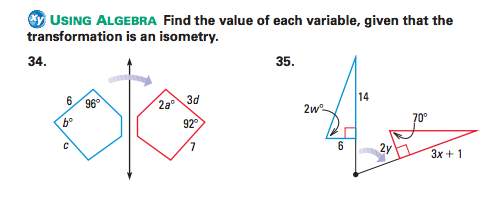 xy USING ALGEBRA Find the value of each variable, given that the
transformation is an isometry.
34.
35.
6
96°
b°
c
2a°
3d
92°
7
2w°
14
6
70°
2y
3x + 1